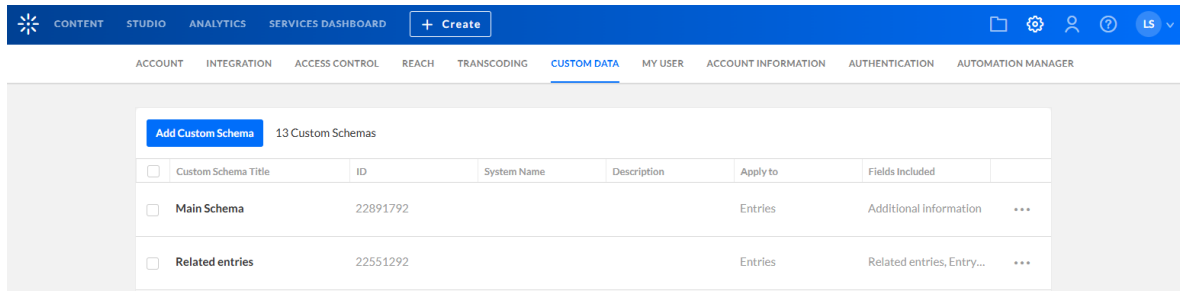 CONTENT STUDIO ANALYTICS SERVICES DASHBOARD + Create LS
ACCOUNT INTEGRATION ACCESS CONTROL REACH TRANSCODING CUSTOM DATA MY USER ACCOUNT INFORMATION AUTHENTICATION AUTOMATION MANAGER
Add Custom Schema 13 Custom Schemas
Custom Schema Title ID System Name Description Apply to Fields Included
Main Schema 22891792 Entries Additional information
Related entries 22551292 Entries Related entries, Entry...